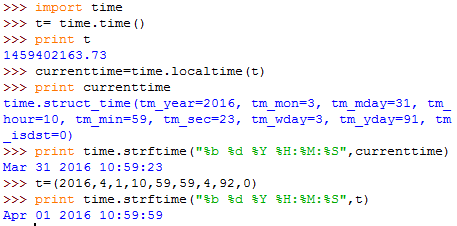 >>> import time
>>> t= time.time()
>>> print t
1459402163.73
>>> currenttime=time.localtime(t)
>>> print currenttime
time.struct_time(tm_year=2016, tm_mon=3, tm_mday=31, tm_
hour=10, tm_min=59, tm_sec=23, tm_wday=3, tm_yday=91, tm
_isdst=0)
>>> print time.strftime("%b %d %Y %H:%M:%S",currenttime)
Mar 31 2016 10:59:23
>>> t=(2016,4,1,10,59,59,4,92,0)
>>> print time.strftime("%b %d %Y %H:%M:%S",t)
Apr 01 2016 10:59:59